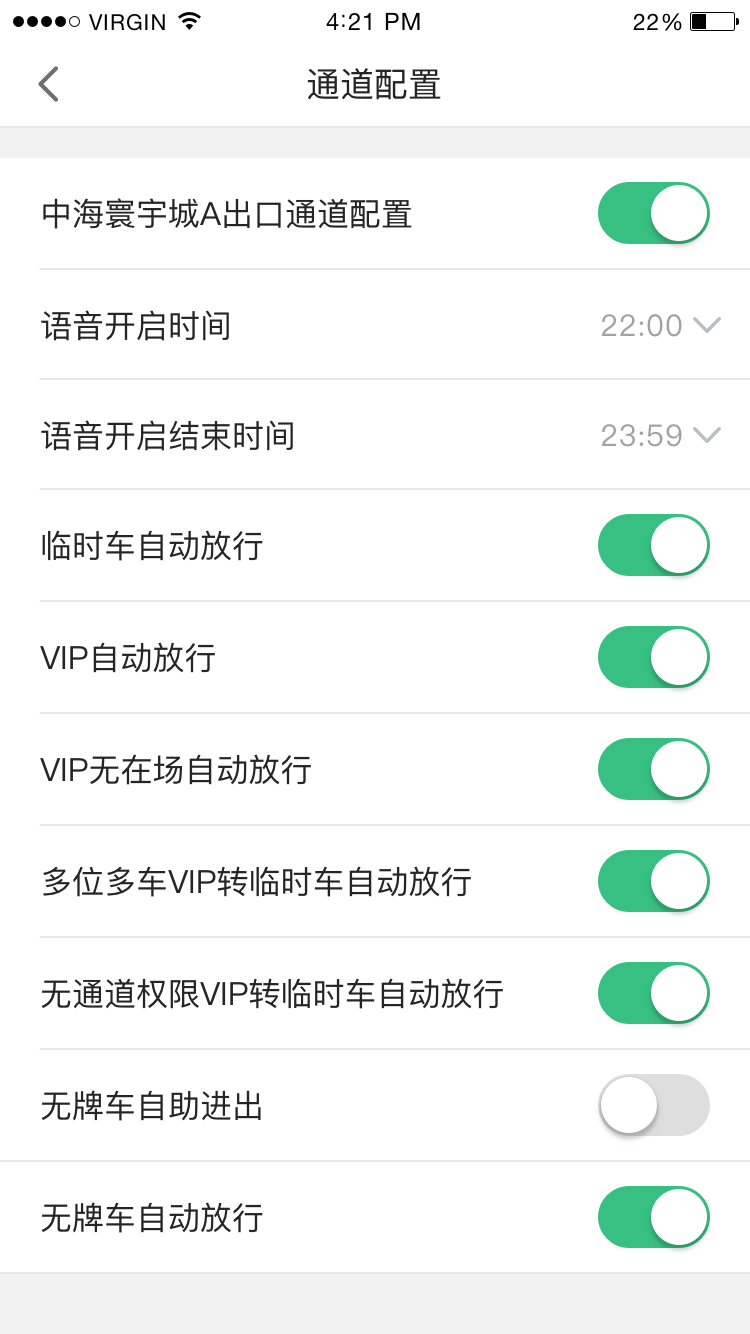 VIRGIN 4:21 PM 22%
通道配置
中海寰宇城A出口通道配置
语音开启时间 22:00
语音开启结束时间 23:59
临时车自动放行
VIP自动放行
VIP无在场自动放行
多位多车VIP转临时车自动放行
无通道权限VIP转临时车自动放行
无牌车自助进出
无牌车自动放行